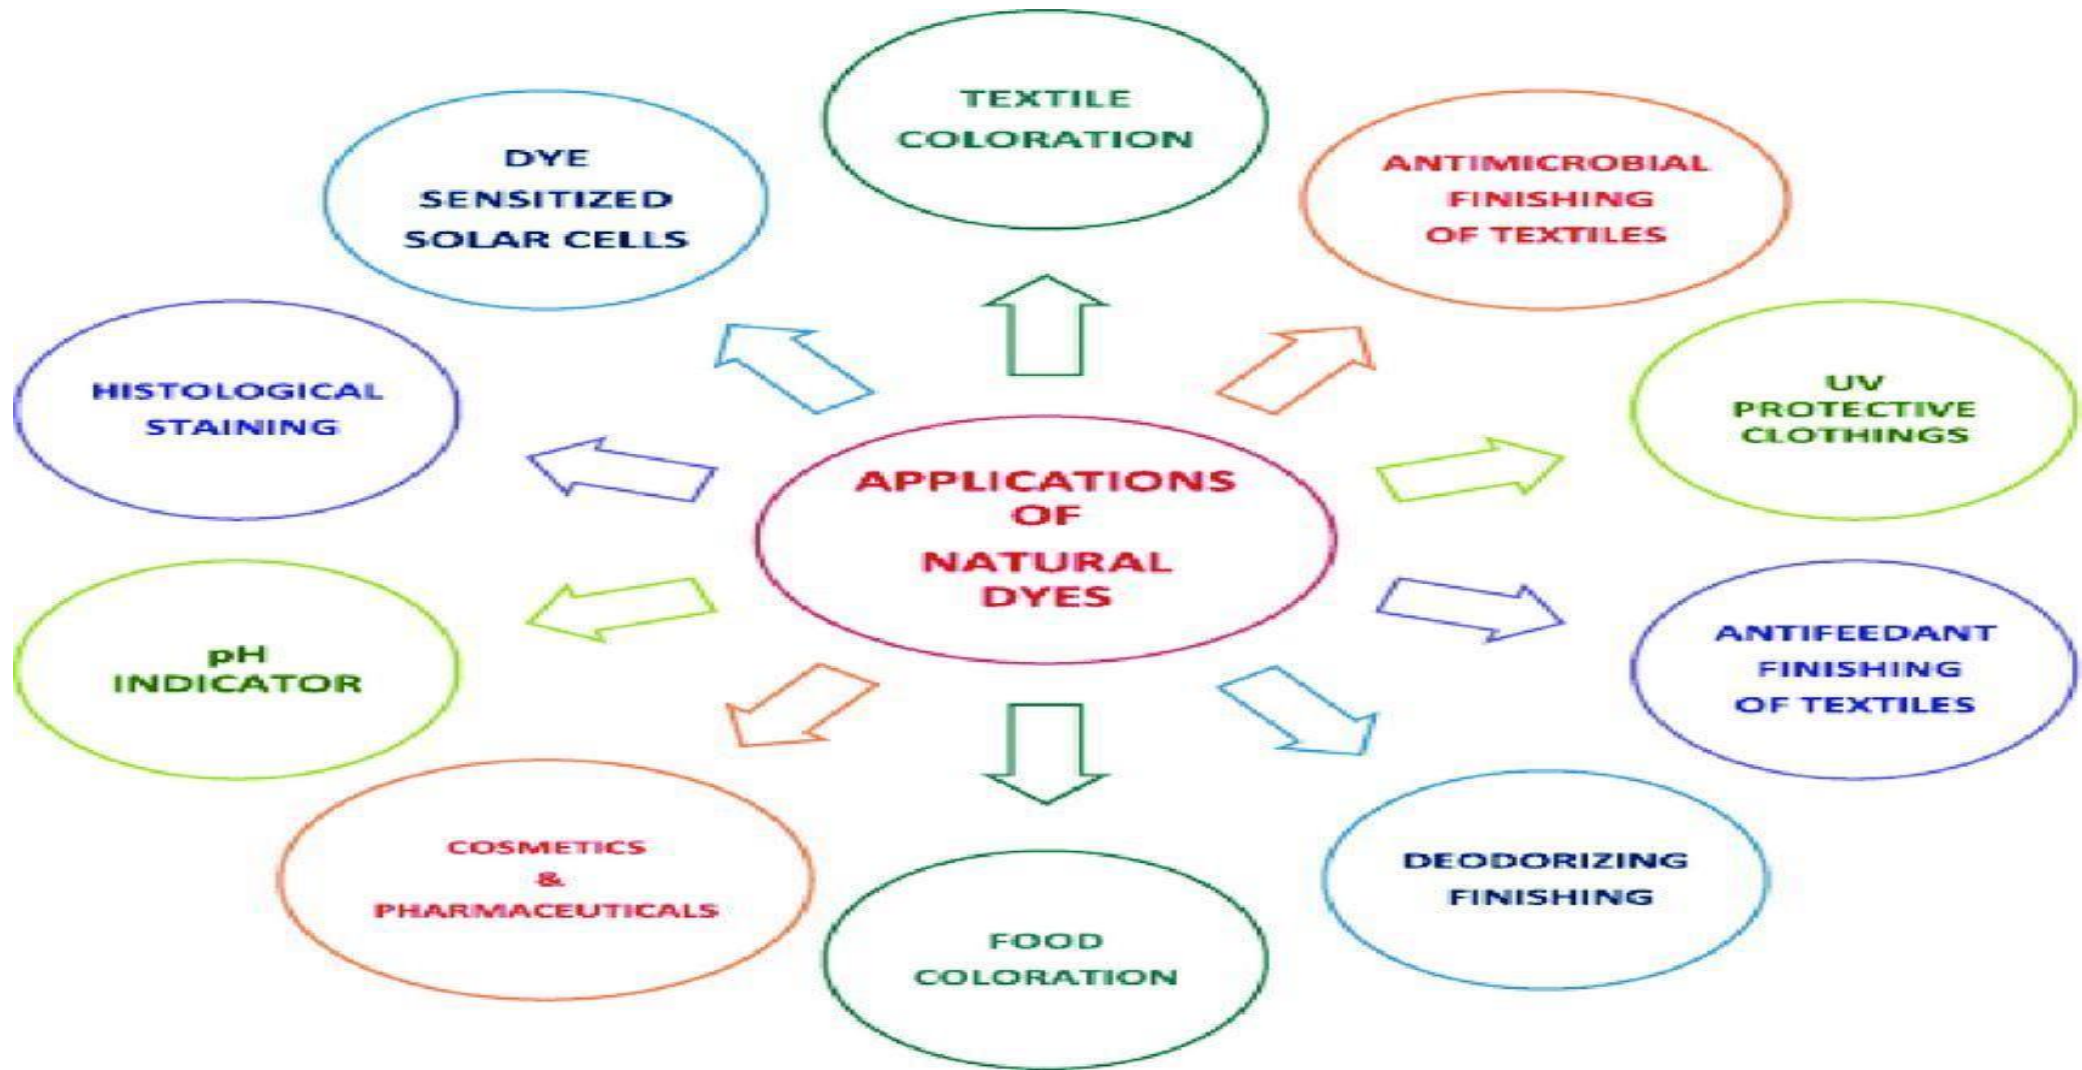 TEXTILE
COLORATION
DYE
SENSITIZED
SOLAR CELLS
ANTIMICROBIAL
FINISHING
OF TEXTILES
HISTOLOGICAL
STAINING
UV
PROTECTIVE
CLOTHINGS
APPLICATIONS
OF
NATURAL
DYES
pH
INDICATOR
ANTIFEEDANT
FINISHING
OF TEXTILES
COSMETICS
&
PHARMACEUTICALS
FOOD
COLORATION
DEODORIZING
FINISHING